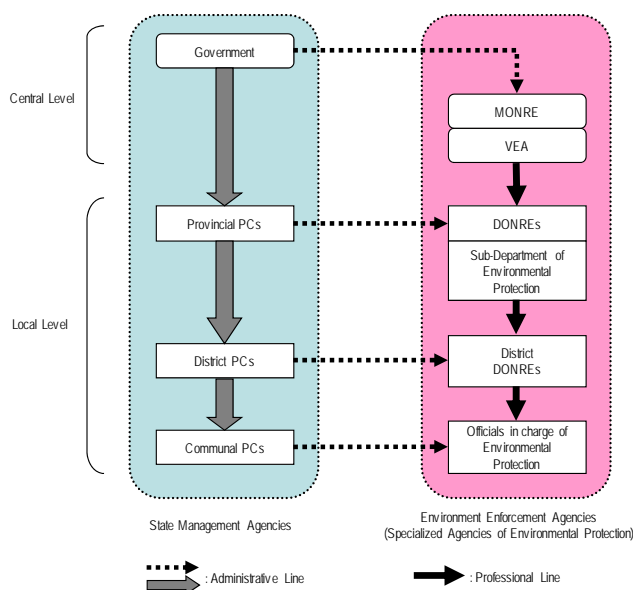 Government
Central Level
MONRE
VEA
Provincial PCs
DONREs
Sub-Department of
Environmental
Protection
Local Level
District PCs
District
DONREs
Communal PCs
Officials in charge of
Environmental
Protection
State Management Agencies
Environment Enforcement Agencies
(Specialized Agencies of Environmental Protection)
: Administrative Line
: Professional Line